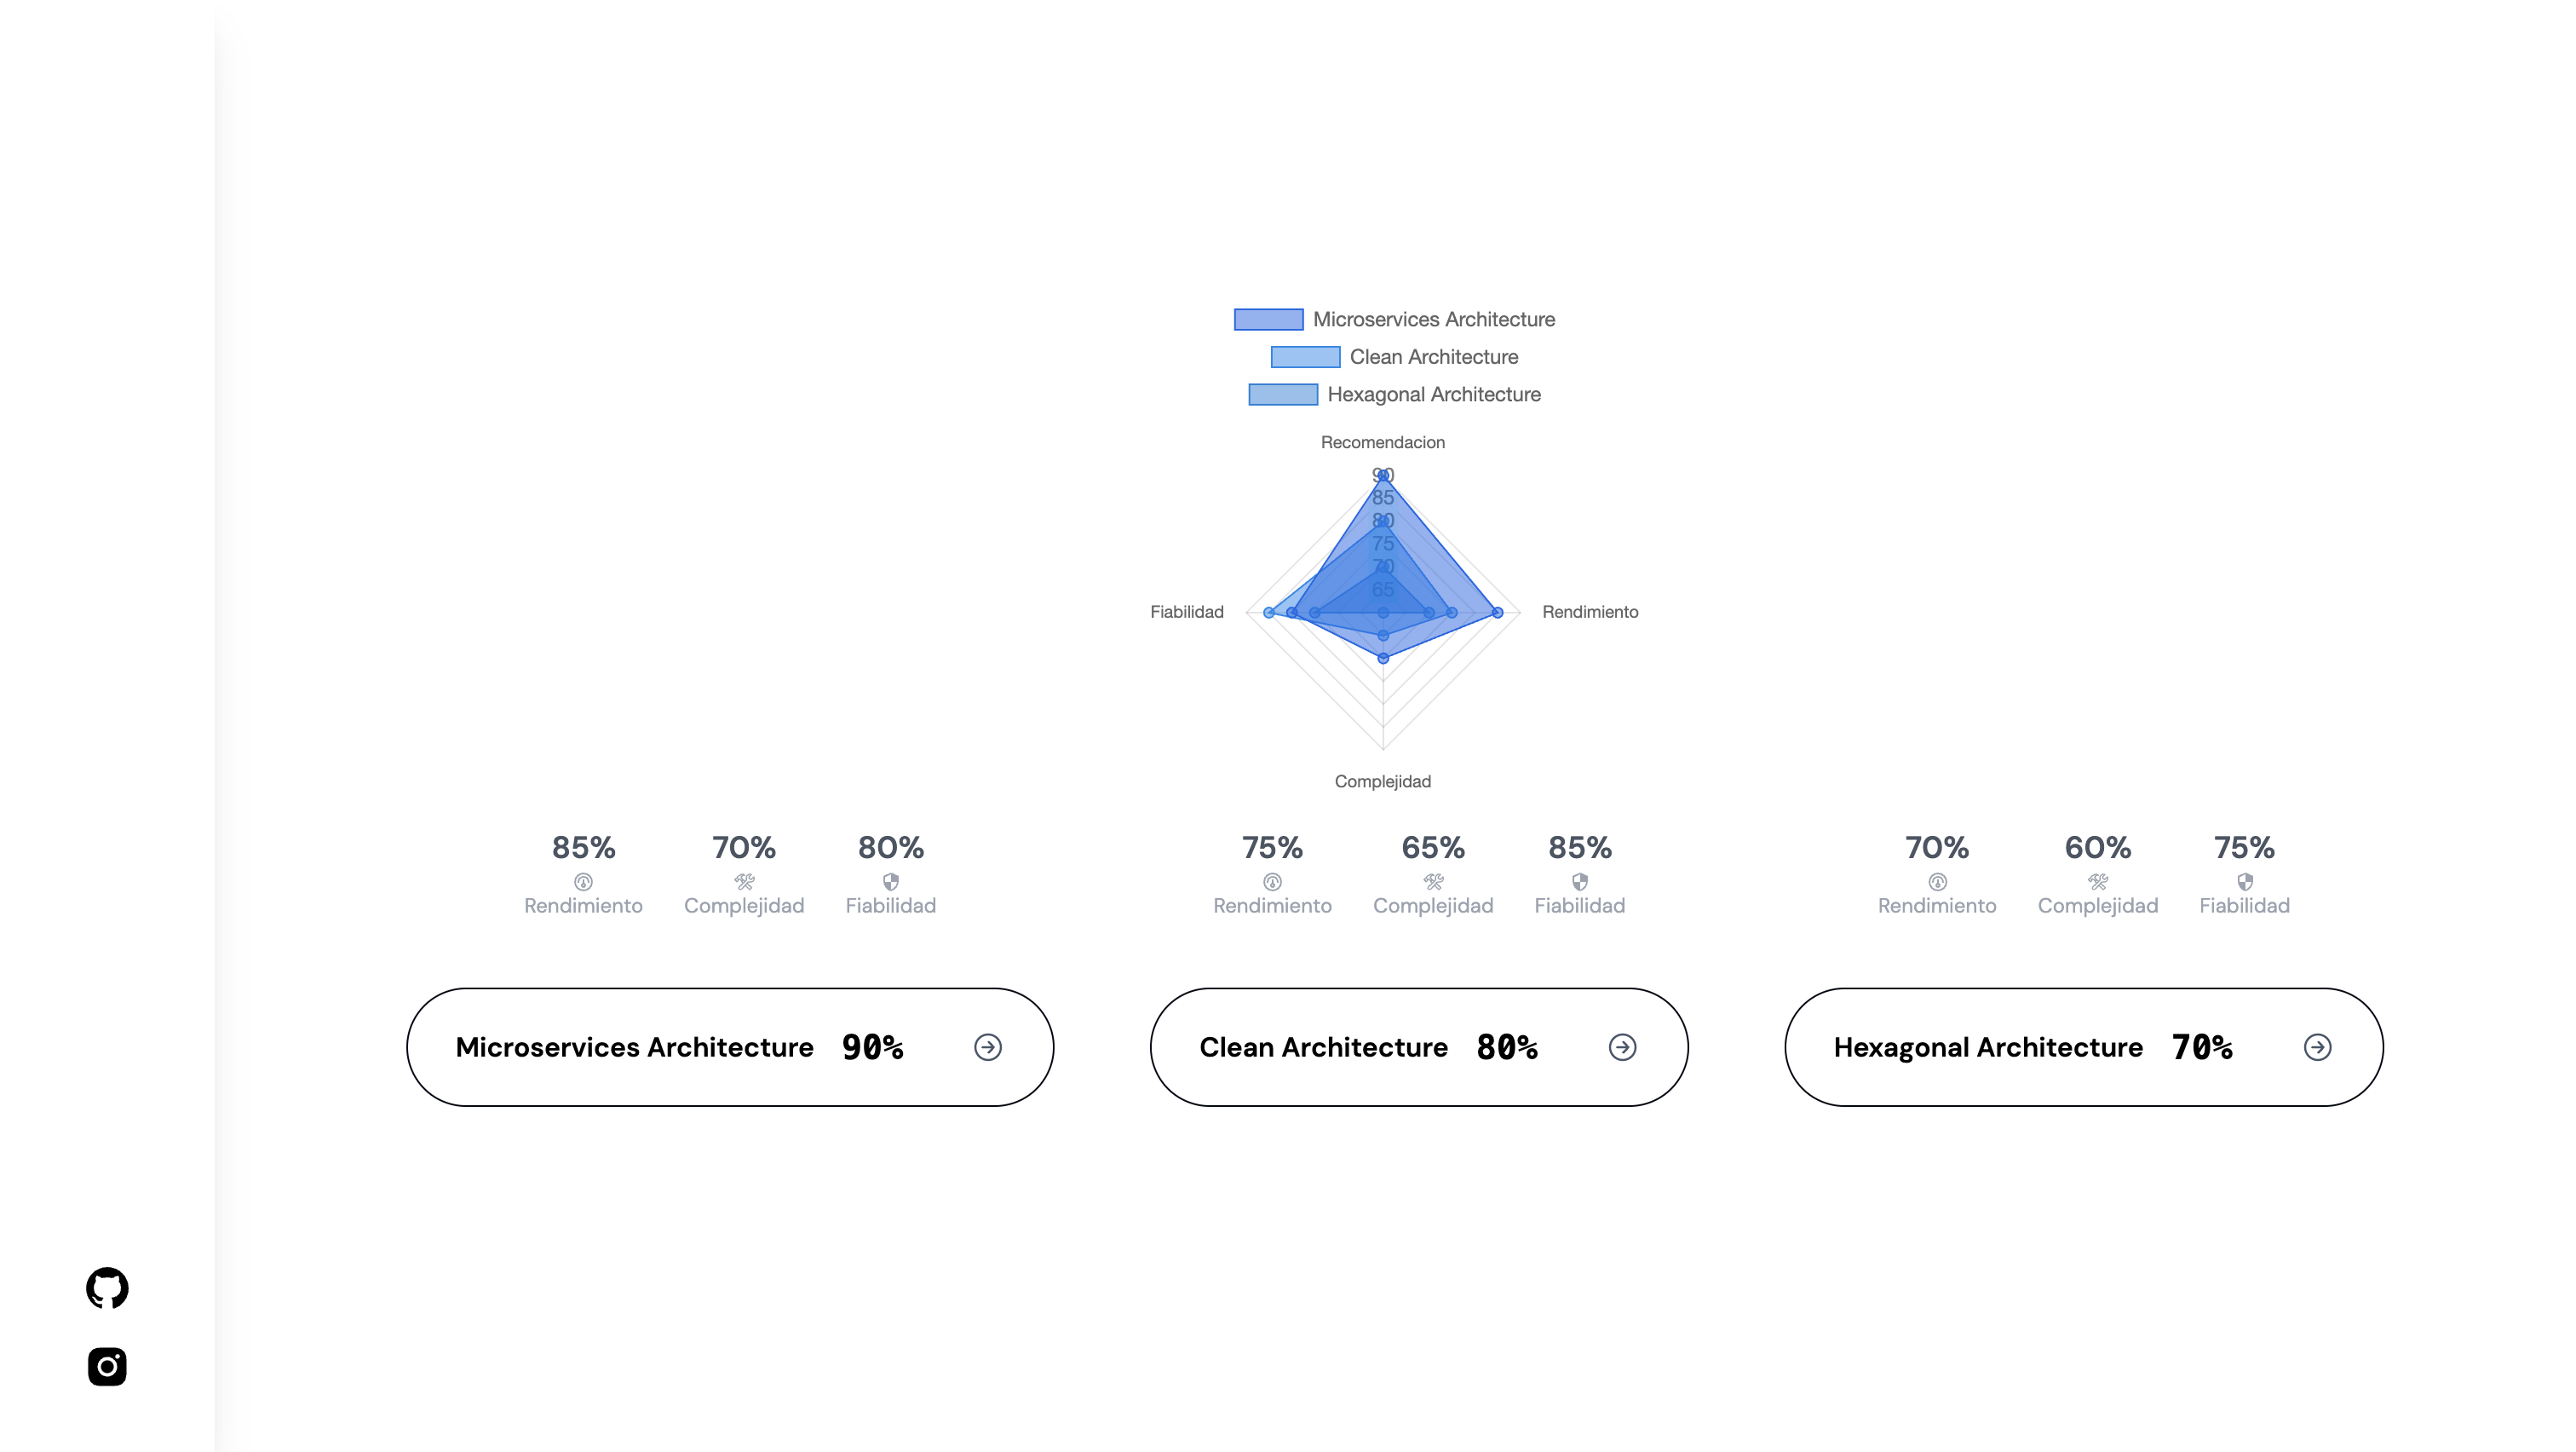 Microservices Architecture
Clean Architecture
Hexagonal Architecture
Recomendacion
90
85
80
75
70
65
Fiabilidad
Rendimiento
Complejidad
85% 70% 80%
Rendimiento Complejidad Fiabilidad
75% 65% 85%
Rendimiento Complejidad Fiabilidad
70% 60% 75%
Rendimiento Complejidad Fiabilidad
Microservices Architecture 90%
Clean Architecture 80%
Hexagonal Architecture 70%